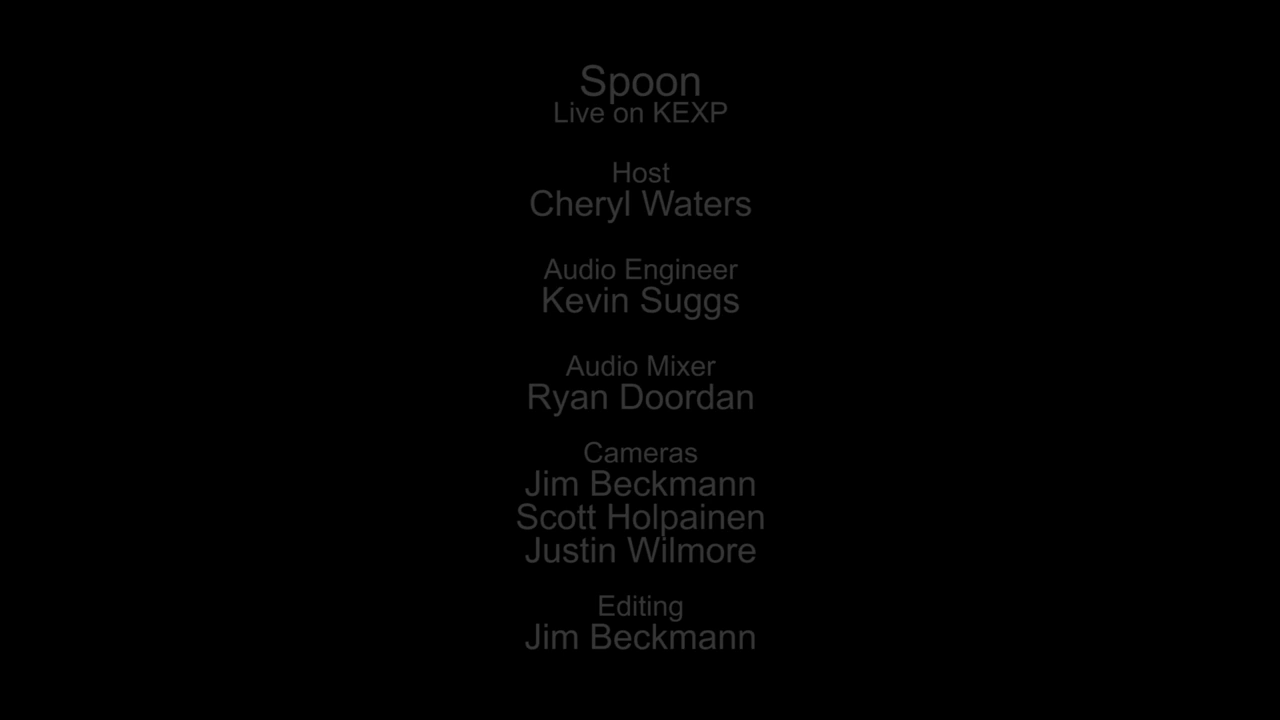 Spoon
Live on KEXP
Host
Cheryl Waters
Audio Engineer
Kevin Suggs
Audio Mixer
Ryan Doordan
Cameras
Jim Beckmann
Scott Holpainen
Justin Wilmore
Editing
Jim Beckmann